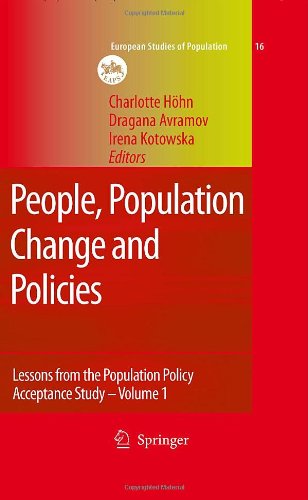 European Studies of Population 16
EAPS
Charlotte Höhn
Dragana Avramov
Irena Kotowska
Editors
People, Population
Change and
Policies
Lessons from the Population Policy
Acceptance Study – Volume 1
Springer